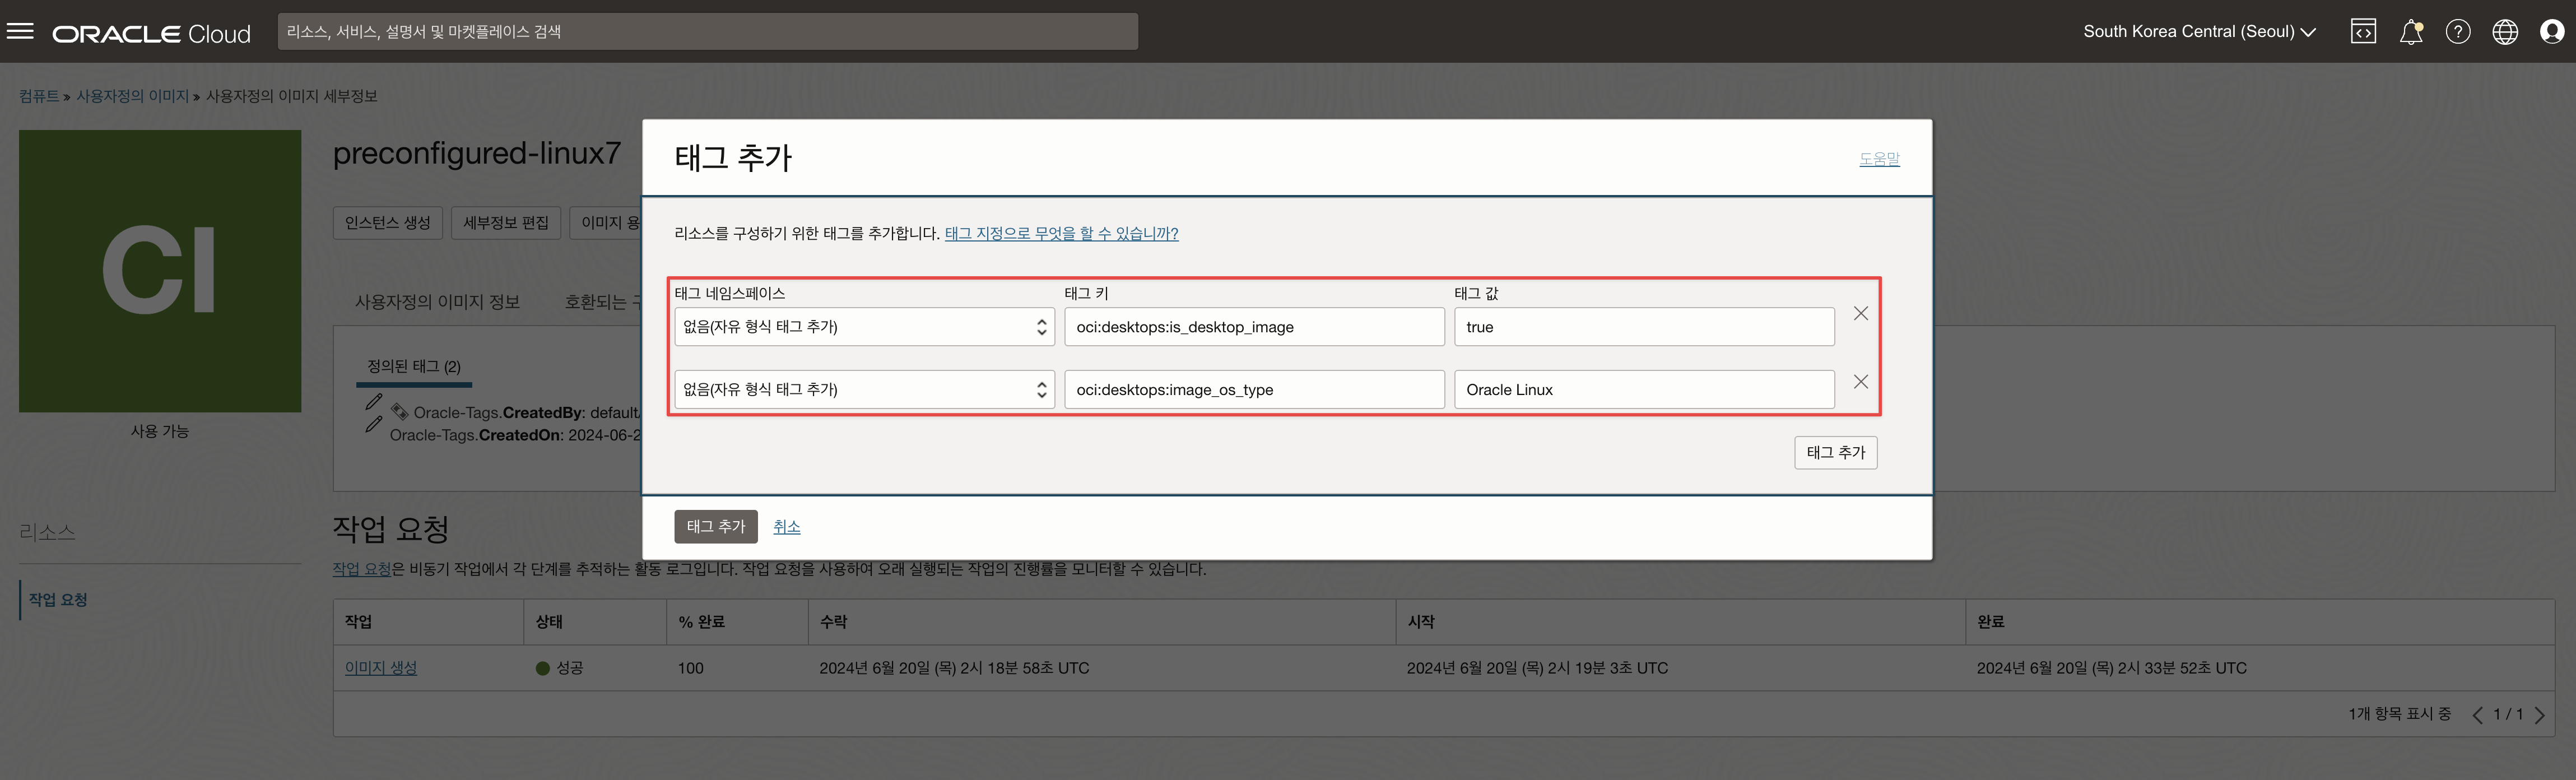 ORACLE Cloud
리소스, 서비스, 설명서 및 마켓플레이스 검색
South Korea Central (Seoul)
컴퓨트 » 사용자정의 이미지 » 사용자정의 이미지 세부정보
CI
사용 가능
preconfigured-linux7
인스턴스 생성
세부정보 편집
이미지 용
사용자정의 이미지 정보
호환되는
정의된 태그 (2)
Oracle-Tags.CreatedBy: default/
Oracle-Tags.CreatedOn: 2024-06-2
태그 추가
도움말
리소스를 구성하기 위한 태그를 추가합니다. 태그 지정으로 무엇을 할 수 있습니까?
태그 네임스페이스 태그 키 태그 값
없음(자유 형식 태그 추가) oci:desktops:is_desktop_image true
없음(자유 형식 태그 추가) oci:desktops:image_os_type Oracle Linux
태그 추가
태그 추가 취소
리소스
작업 요청
작업 요청
작업 요청은 비동기 작업에서 각 단계를 추적하는 활동 로그입니다. 작업 요청을 사용하여 오래 실행되는 작업의 진행률을 모니터할 수 있습니다.
작업 상태 % 완료 수락 시작 완료
이미지 생성 성공 100 2024년 6월 20일 (목) 2시 18분 58초 UTC 2024년 6월 20일 (목) 2시 19분 3초 UTC 2024년 6월 20일 (목) 2시 33분 52초 UTC
1개 항목 표시 중 1 / 1